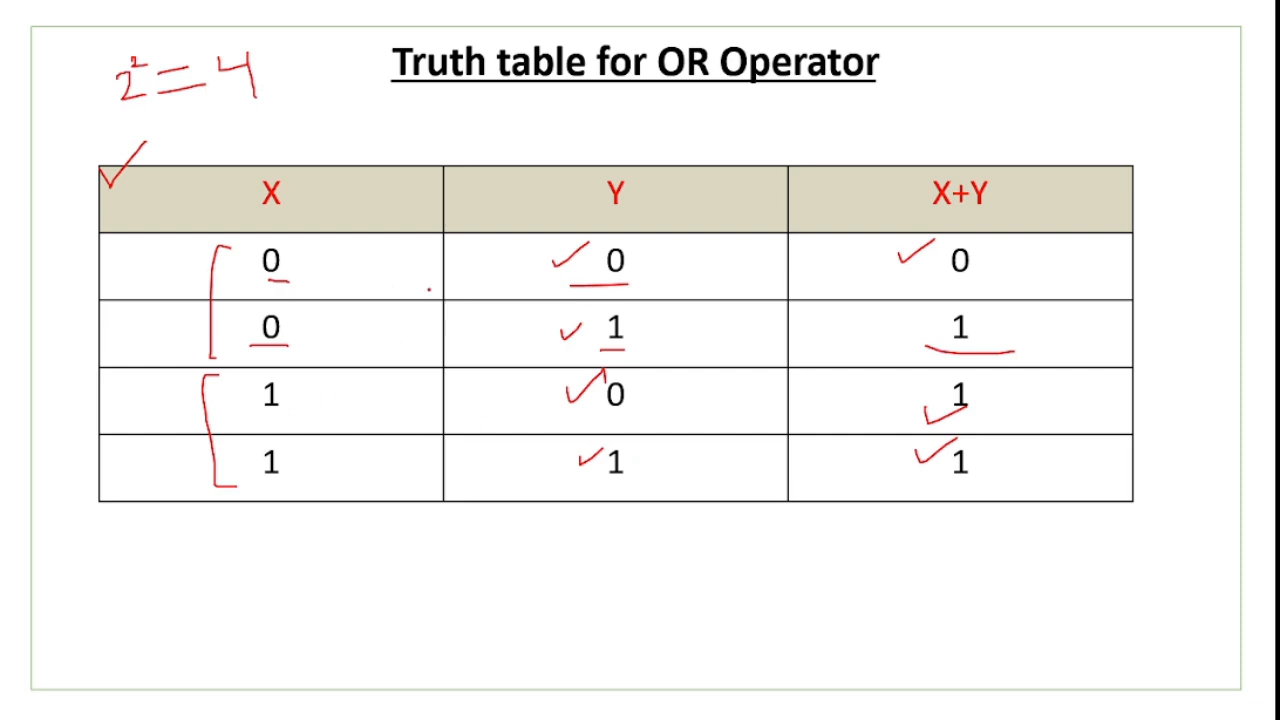 2² = 4
Truth table for OR Operator
X Y X+Y
0 0 0
0 1 1
1 0 1
1 1 1